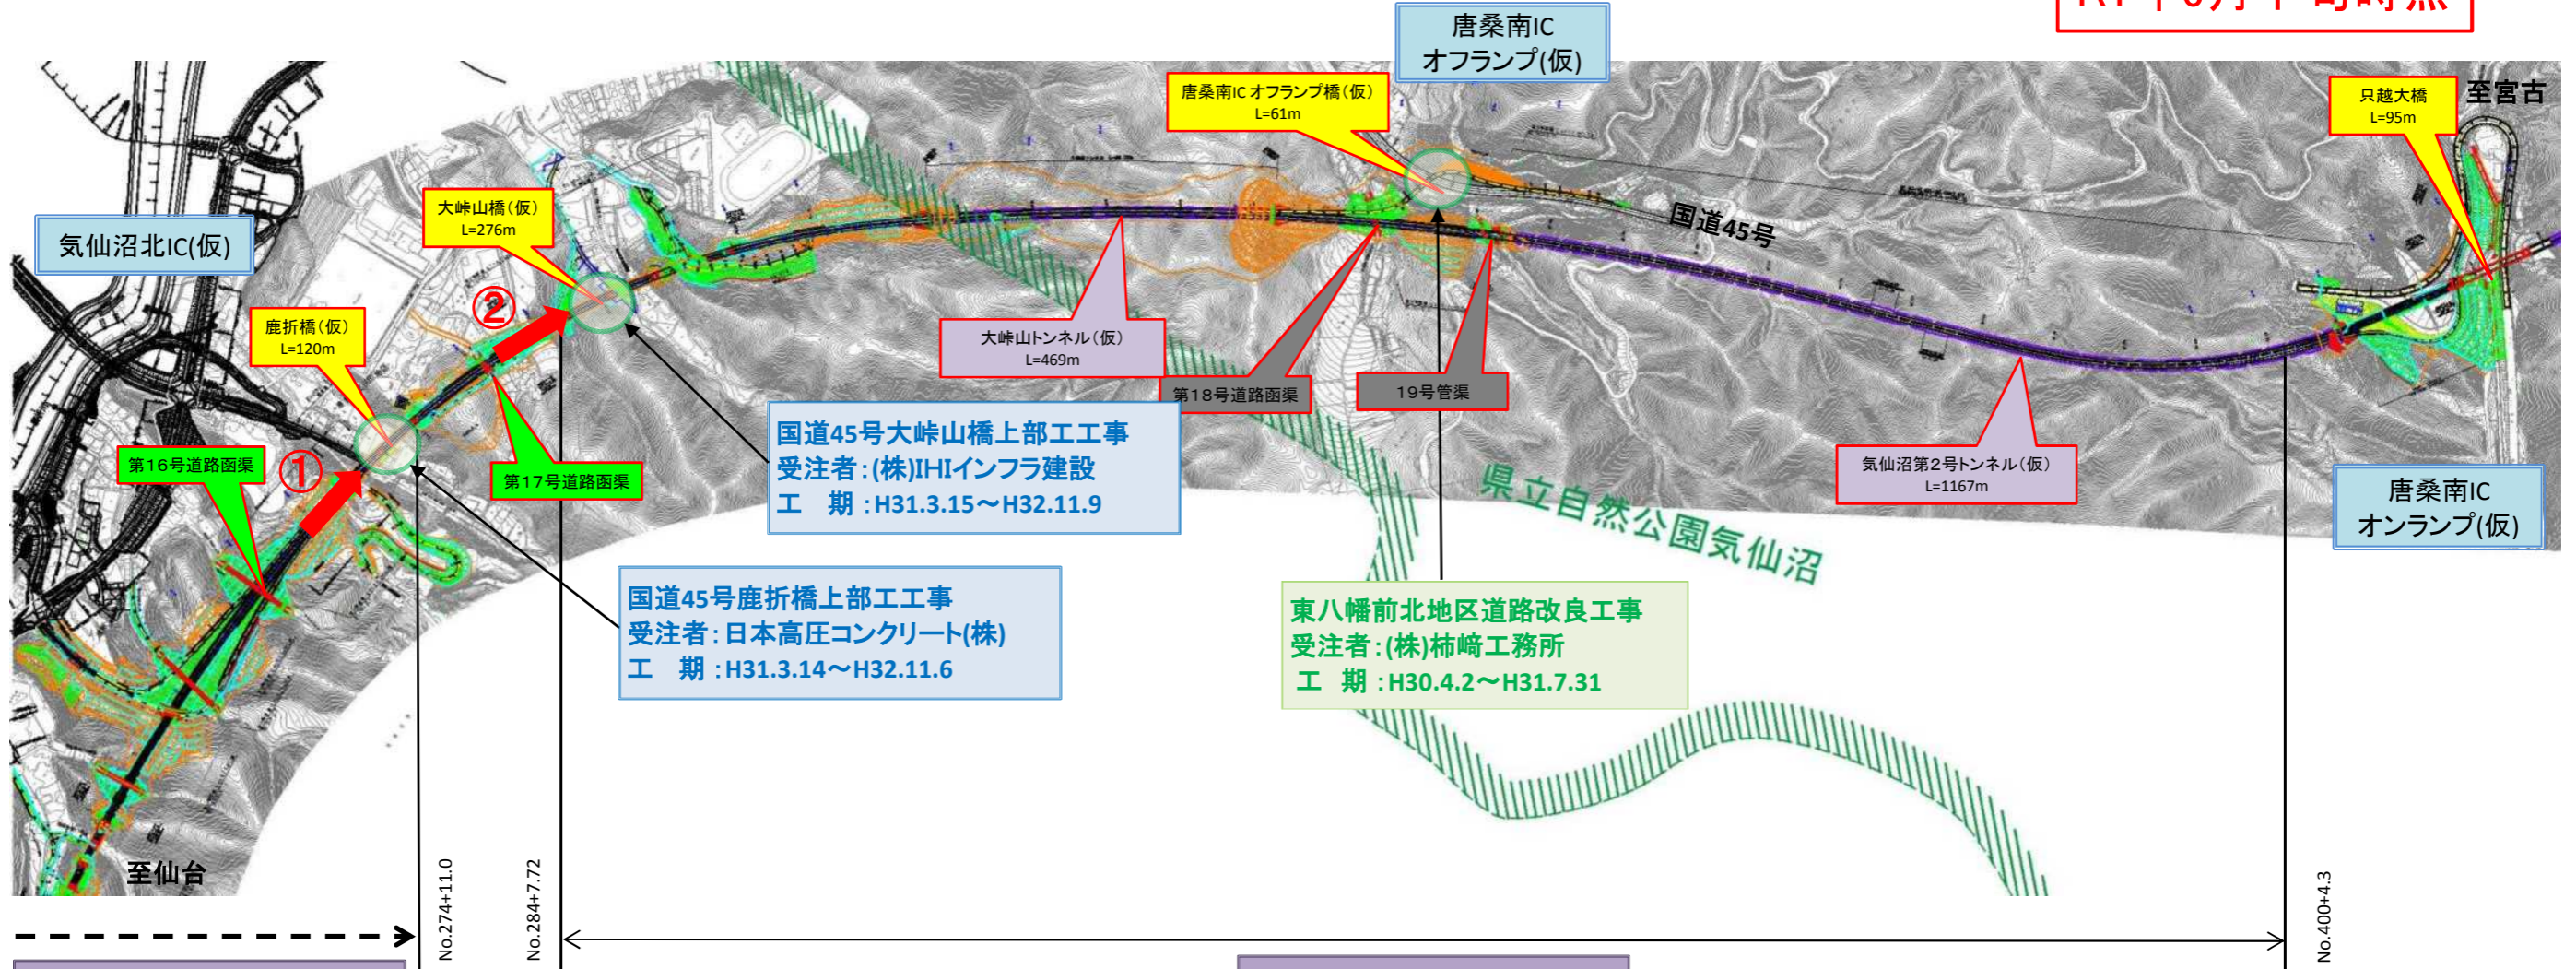 唐桑南IC
オフランプ(仮)
唐桑南IC オフランプ橋(仮)
L=61m
只越大橋
L=95m
至宮古
大峠山橋(仮)
L=276m
気仙沼北IC(仮)
国道45号
②
鹿折橋(仮)
L=120m
大峠山トンネル(仮)
L=469m
第18号道路函渠
19号管渠
国道45号大峠山橋上部工工事
受注者:(株)IHIインフラ建設
工 期:H31.3.15~H32.11.9
第16号道路函渠
①
第17号道路函渠
気仙沼第2号トンネル(仮)
L=1167m
唐桑南IC
オンランプ(仮)
県立自然公園気仙沼
国道45号鹿折橋上部工工事
受注者:日本高圧コンクリート(株)
工 期:H31.3.14~H32.11.6
東八幡前北地区道路改良工事
受注者:(株)柿﨑工務所
工 期:H30.4.2~H31.7.31
至仙台
No.274+11.0
No.284+7.72
No.400+4.3